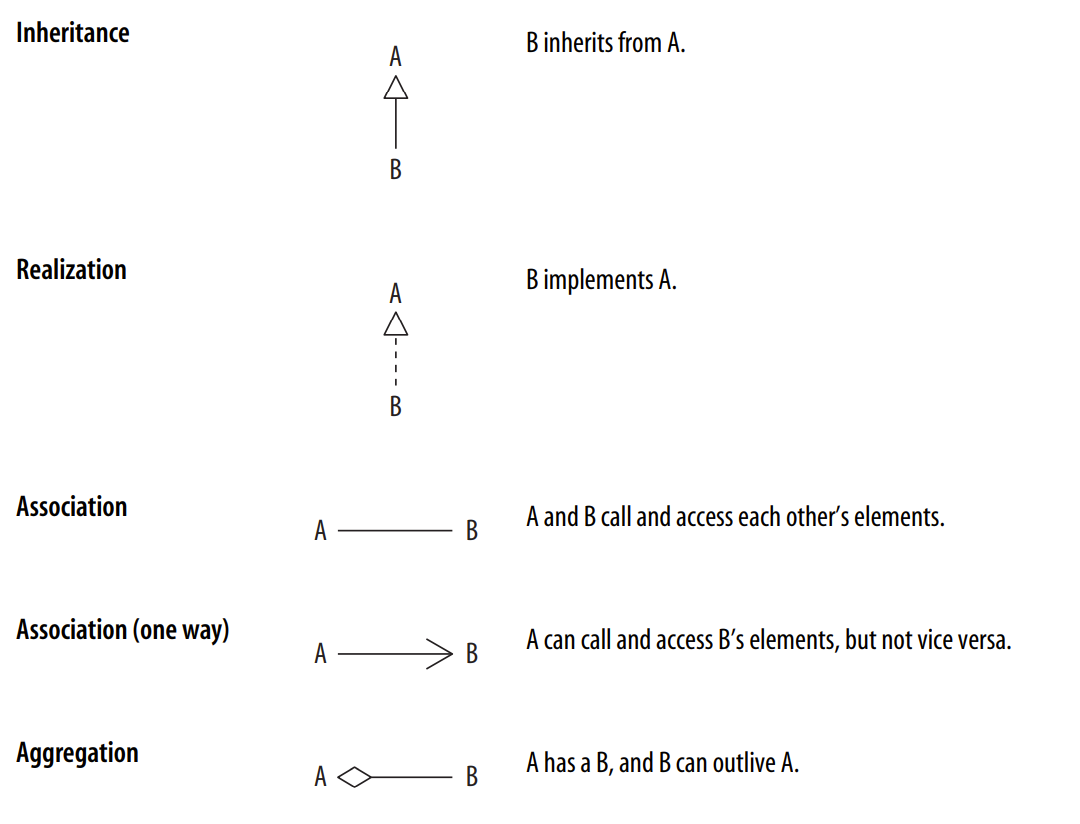 Inheritance
A
B inherits from A.
B
Realization
A
B implements A.
B
Association
A B
A and B call and access each other’s elements.
Association (one way)
A B
A can call and access B’s elements, but not vice versa.
Aggregation
A B
A has a B, and B can outlive A.